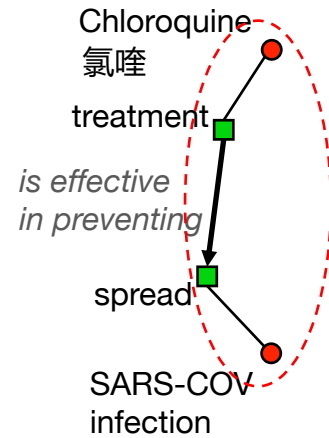 Chloroquine
氯喹
treatment
is effective
in preventing
spread
SARS-COV
infection